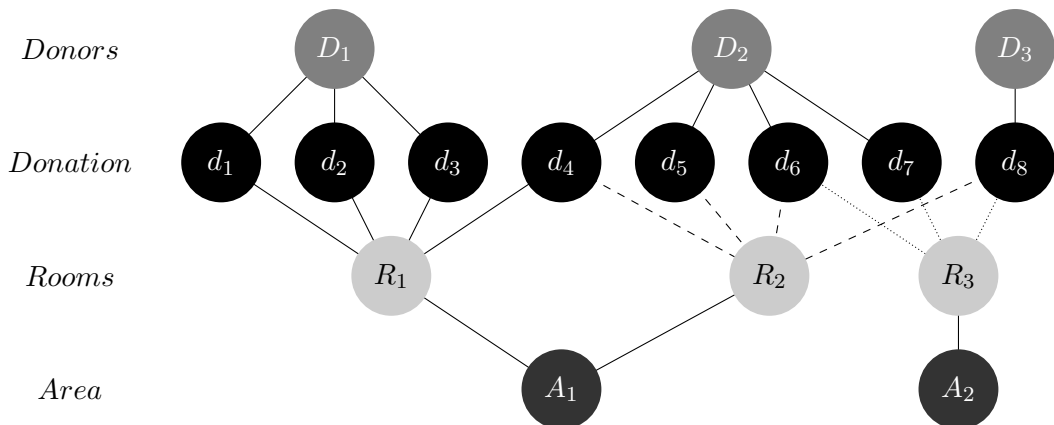 Donors D₁ D₂ D₃
Donation d₁ d₂ d₃ d₄ d₅ d₆ d₇ d₈
Rooms R₁ R₂ R₃
Area A₁ A₂